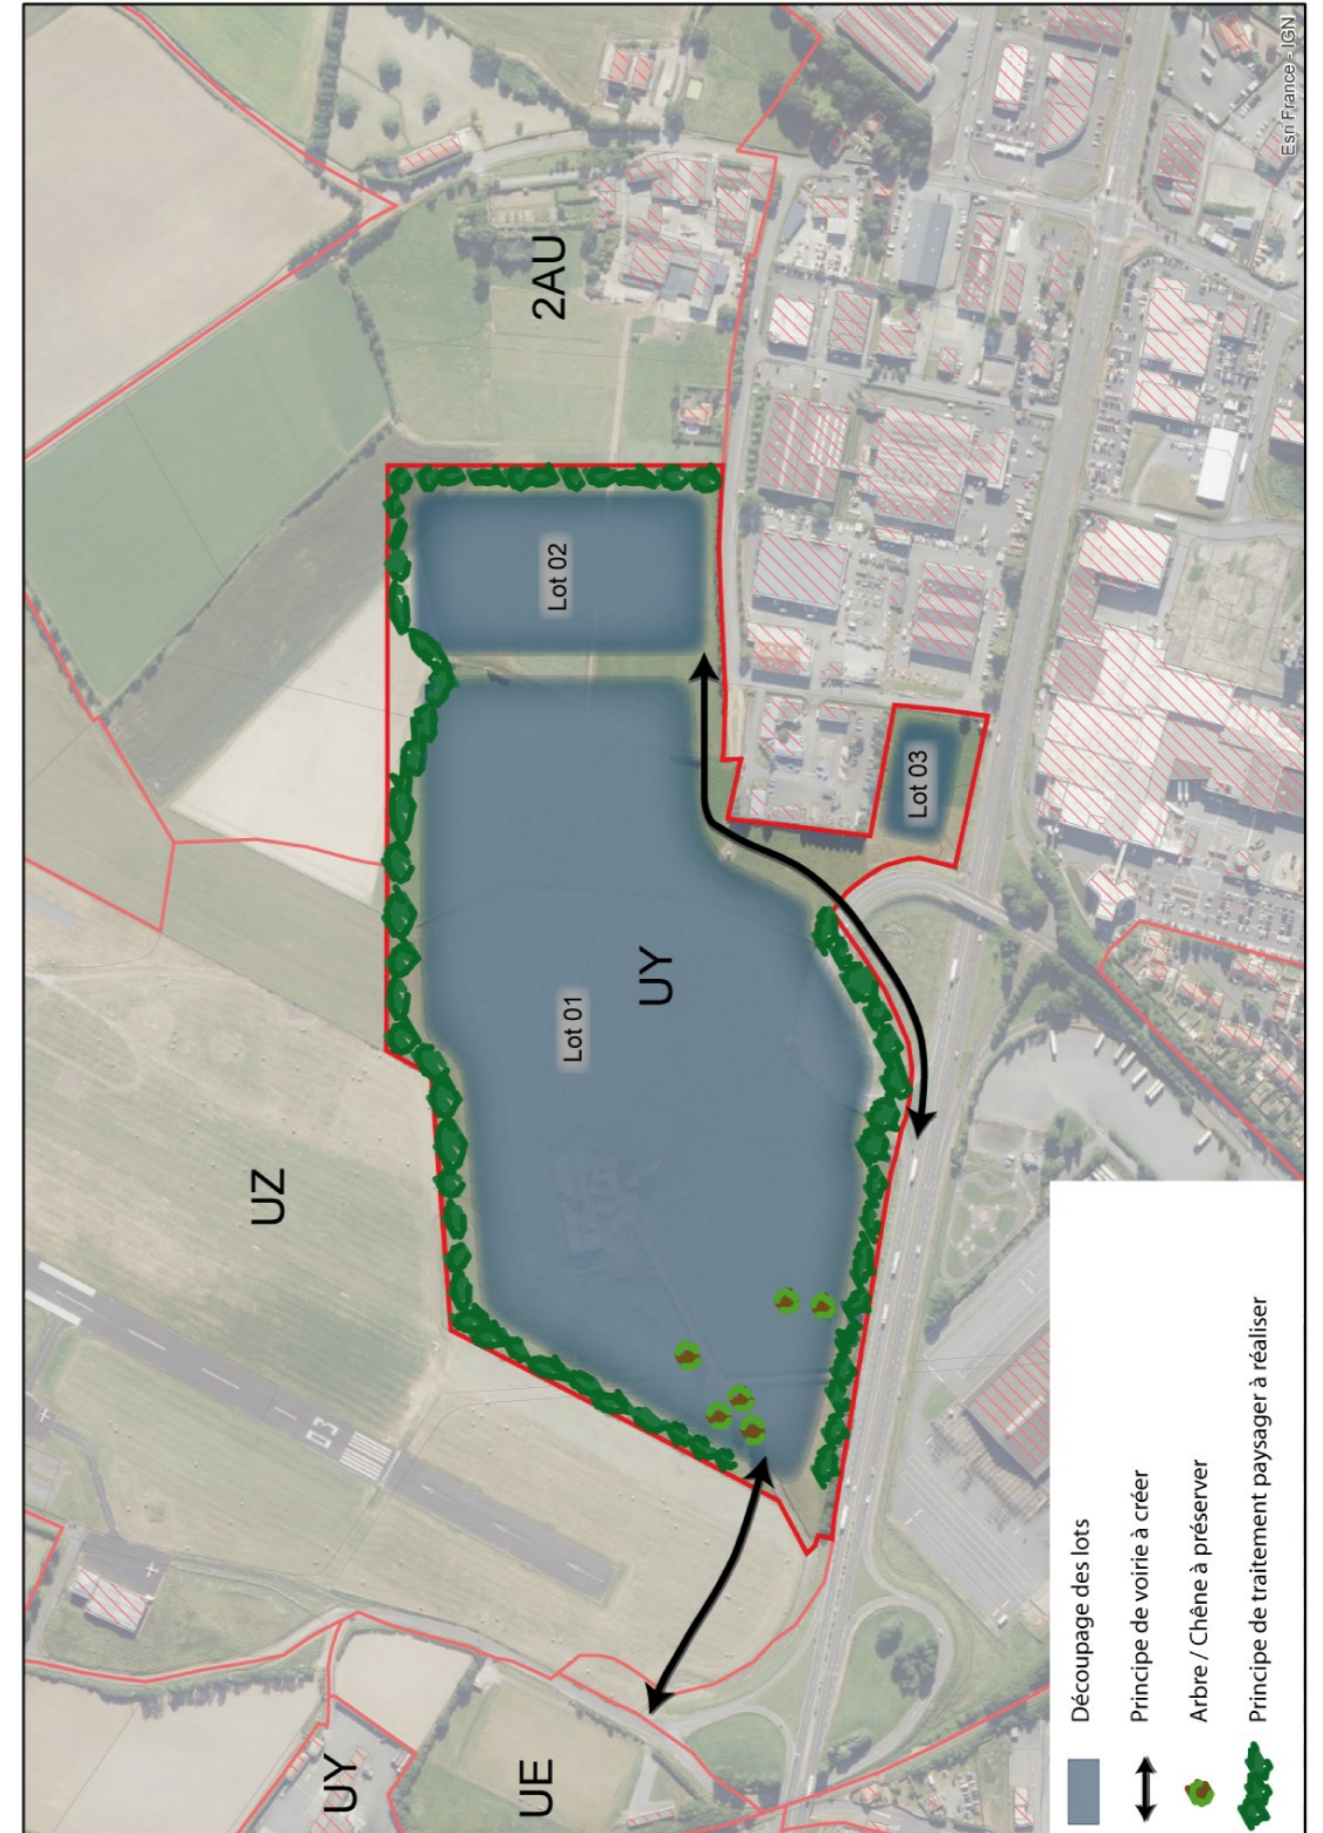 Esri France - IGN
2AU
Lot 02
Lot 03
UY
Lot 01
UZ
03
UY
UE
Découpage des lots
Principe de voirie à créer
Arbre / Chêne à préserver
Principe de traitement paysager à réaliser